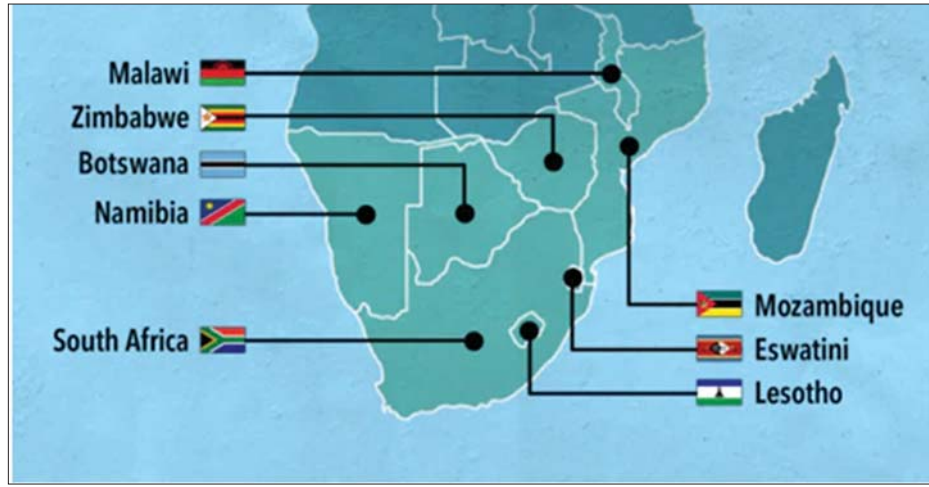 Malawi
Zimbabwe
Botswana
Namibia
South Africa
Mozambique
Eswatini
Lesotho